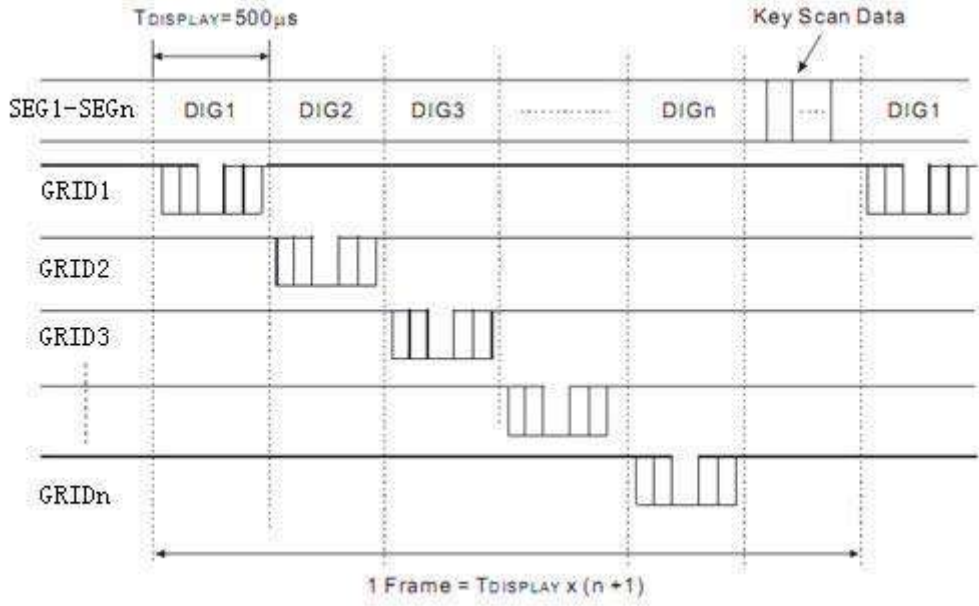 TDISPLAY=500μs
Key Scan Data
SEG1-SEGn DIG1 DIG2 DIG3 ........... DIGn .... DIG1
GRID1
GRID2
GRID3
GRIDn
1 Frame = TDISPLAY x (n +1)